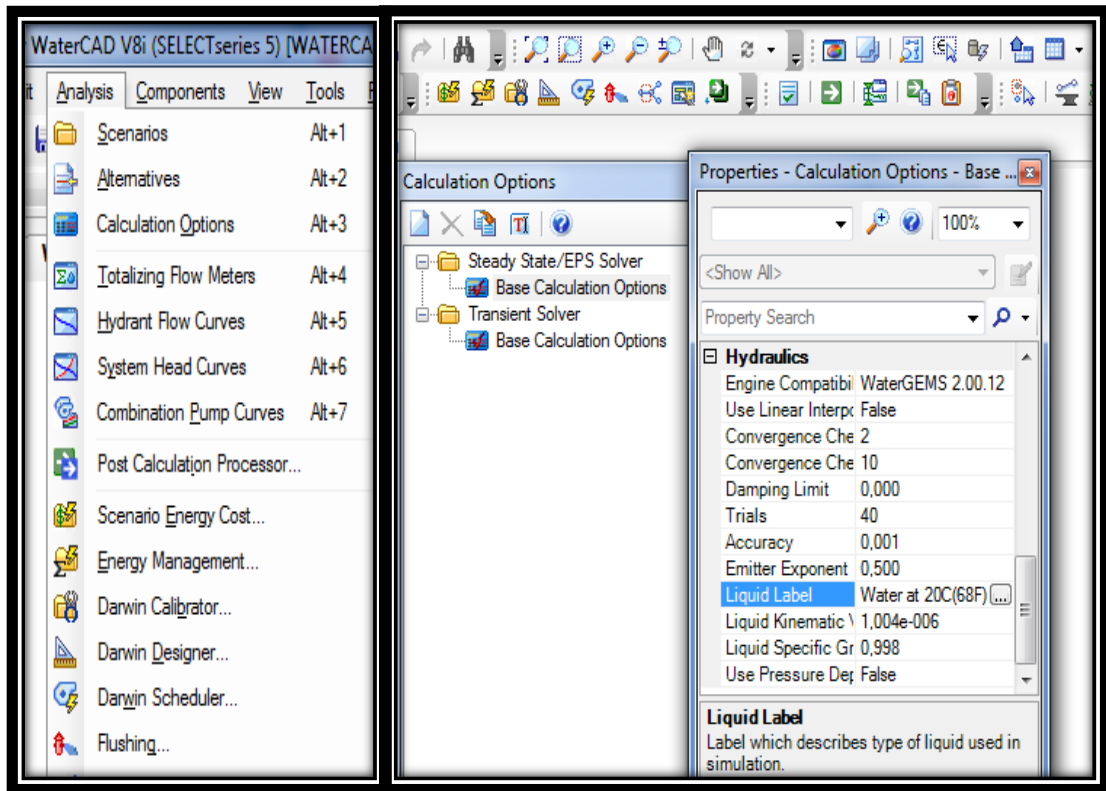 WaterCAD V8i (SELECTseries 5) [WATERCA
it Analysis Components View Tools F
Scenarios Alt+1
Alternatives Alt+2
Calculation Options Alt+3
Totalizing Flow Meters Alt+4
Hydrant Flow Curves Alt+5
System Head Curves Alt+6
Combination Pump Curves Alt+7
Post Calculation Processor...
Scenario Energy Cost...
Energy Management...
Darwin Calibrator...
Darwin Designer...
Darwin Scheduler...
Flushing...
Calculation Options
Steady State/EPS Solver
Base Calculation Options
Transient Solver
Base Calculation Options
Properties - Calculation Options - Base ...
100%
<Show All>
Property Search
Hydraulics
Engine Compatibil WaterGEMS 2.00.12
Use Linear Interpo False
Convergence Che 2
Convergence Che 10
Damping Limit 0,000
Trials 40
Accuracy 0,001
Emitter Exponent 0,500
Liquid Label Water at 20C(68F) ...
Liquid Kinematic V 1,004e-006
Liquid Specific Gr 0,998
Use Pressure Dep False
Liquid Label
Label which describes type of liquid used in
simulation.